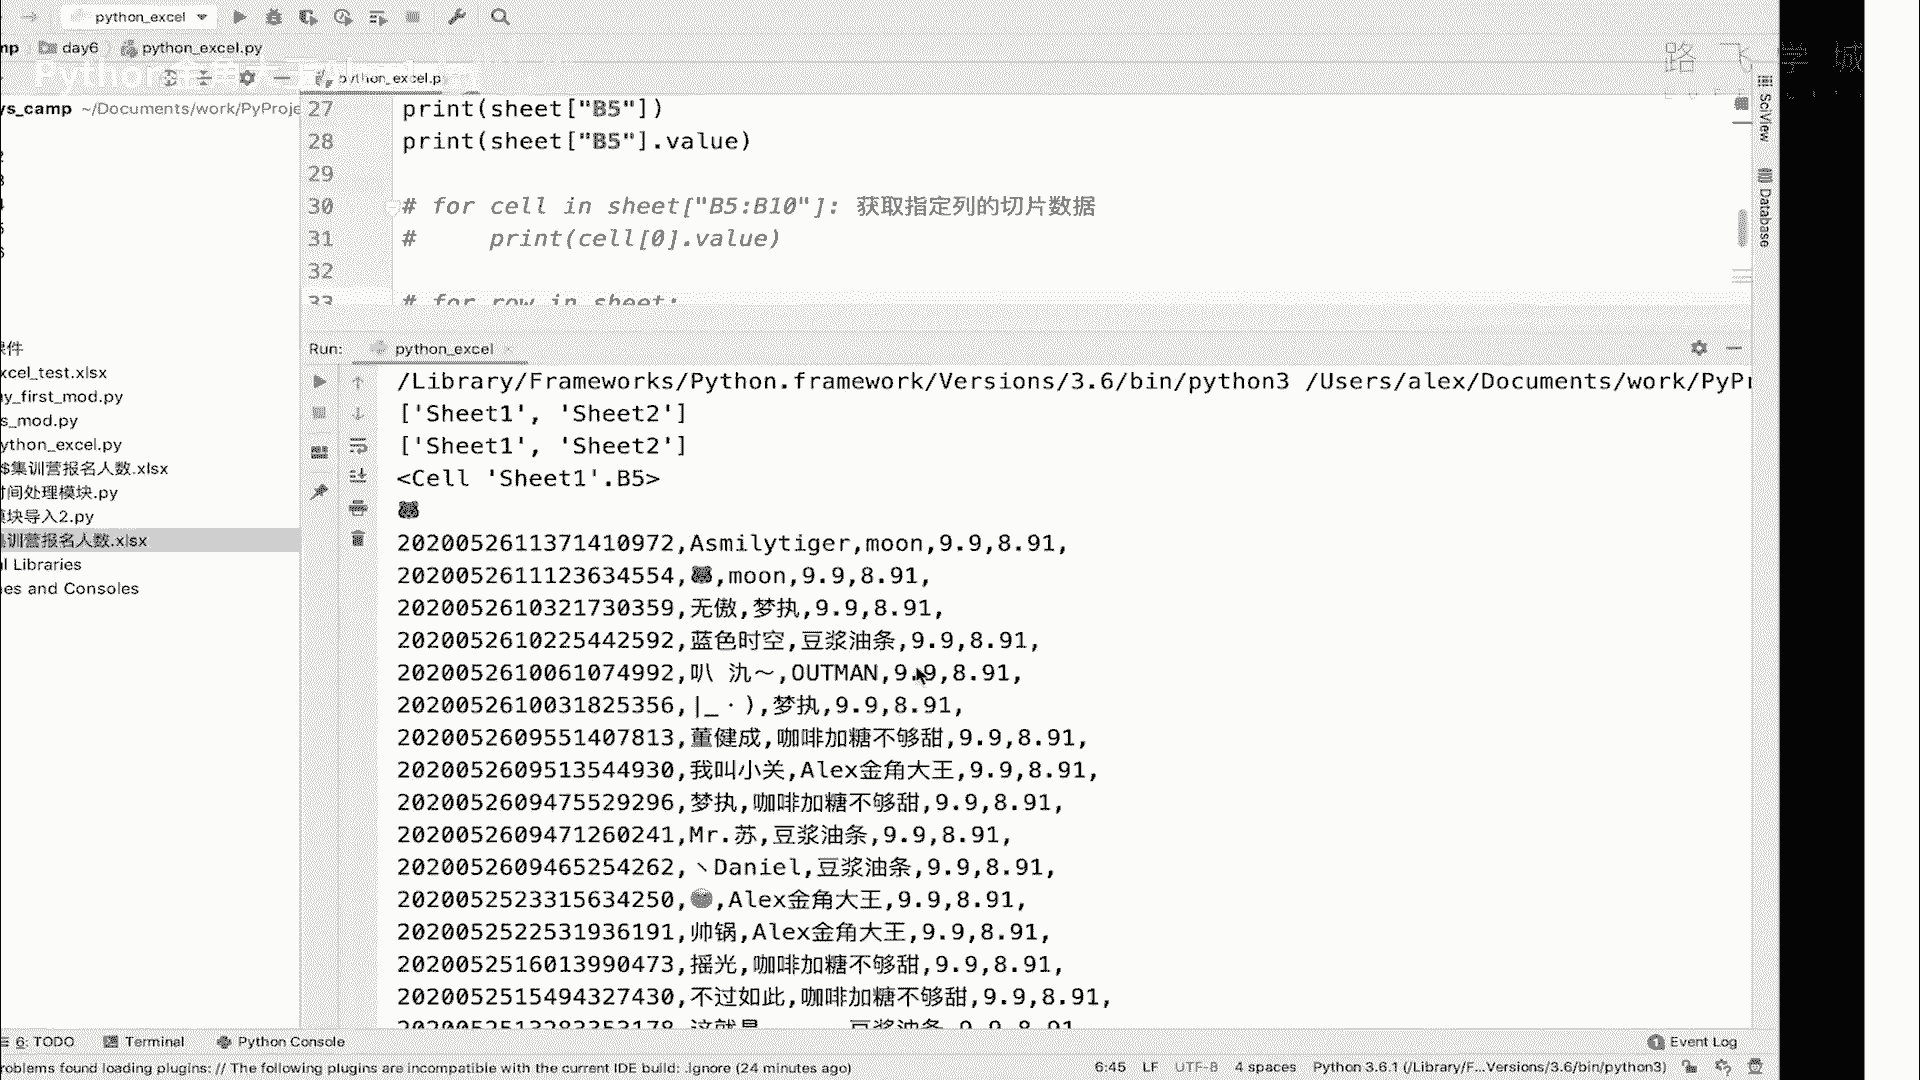 python_excel
day6
python_excel.py
路 飞 学 城
python_excel.p
~/Documents/work/PyProje
27 print(sheet["B5"])
28 print(sheet["B5"].value)
29
30 # for cell in sheet["B5:B10"]: 获取指定列的切片数据
31 #     print(cell[0].value)
32
33 # for row in sheet:
SciView
Database
Run: python_excel
xcel_test.xlsx
y_first_mod.py
s_mod.py
ython_excel.py
$集训营报名人数.xlsx
时间处理模块.py
模块导入2.py
集训营报名人数.xlsx
l Libraries
hes and Consoles
/Library/Frameworks/Python.framework/Versions/3.6/bin/python3 /Users/alex/Documents/work/PyPr
['Sheet1', 'Sheet2']
['Sheet1', 'Sheet2']
<Cell 'Sheet1'.B5>
2020052611371410972,Asmilytiger,moon,9.9,8.91,
2020052611123634554,🐻,moon,9.9,8.91,
2020052610321730359,无傲,梦执,9.9,8.91,
2020052610225442592,蓝色时空,豆浆油条,9.9,8.91,
2020052610061074992,叭 氿～,OUTMAN,9.9,8.91,
2020052610031825356,|_・),梦执,9.9,8.91,
2020052609551407813,董健成,咖啡加糖不够甜,9.9,8.91,
2020052609513544930,我叫小关,Alex金角大王,9.9,8.91,
2020052609475529296,梦执,咖啡加糖不够甜,9.9,8.91,
2020052609471260241,Mr.苏,豆浆油条,9.9,8.91,
2020052609465254262,丶Daniel,豆浆油条,9.9,8.91,
2020052523315634250,🍅,Alex金角大王,9.9,8.91,
2020052522531936191,帅锅,Alex金角大王,9.9,8.91,
2020052516013990473,摇光,咖啡加糖不够甜,9.9,8.91,
2020052515494327430,不过如此,咖啡加糖不够甜,9.9,8.91,
6: TODO Terminal Python Console Event Log
roblems found loading plugins: // The following plugins are incompatible with the current IDE build: .ignore (24 minutes ago) 6:45 LF UTF-8 4 spaces Python 3.6.1 (/Library/F...Versions/3.6/bin/python3)